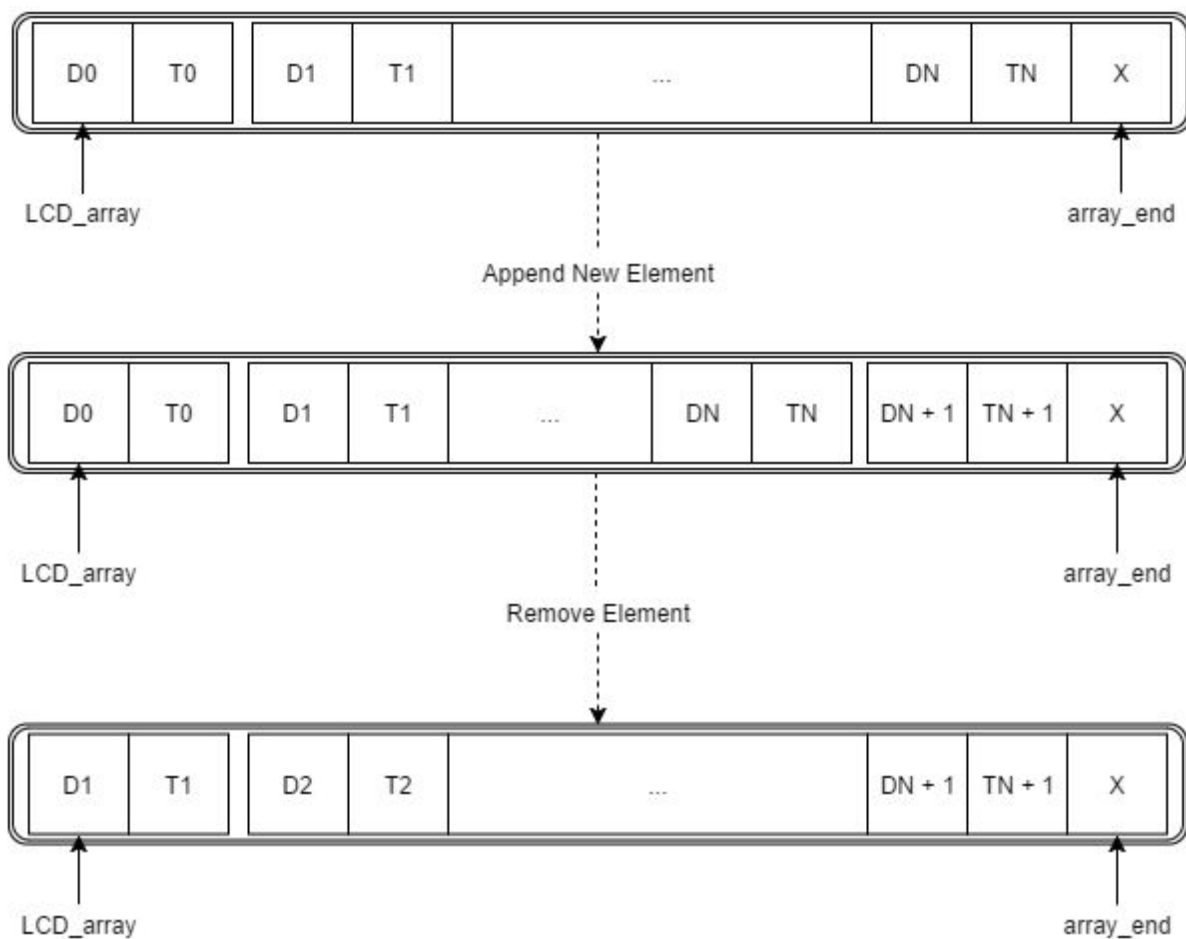 D0 T0 D1 T1 ... DN TN X
LCD_array array_end
Append New Element
D0 T0 D1 T1 ... DN TN DN + 1 TN + 1 X
LCD_array array_end
Remove Element
D1 T1 D2 T2 ... DN + 1 TN + 1 X
LCD_array array_end